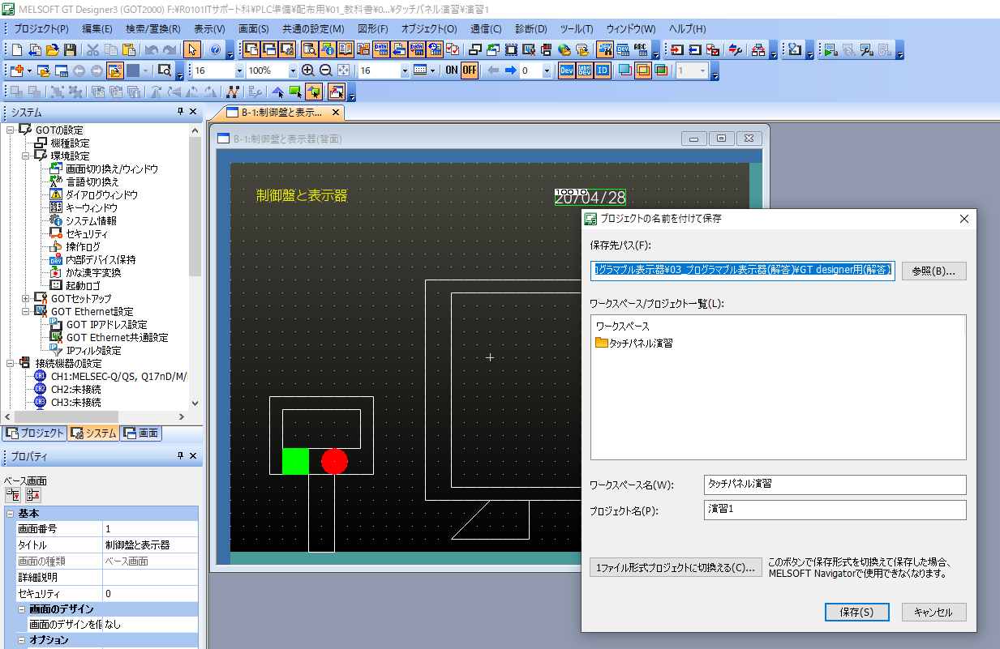 MELSOFT GT Designer3 (GOT2000) F:¥R0101ITサポート科¥PLC準備¥配布用¥01_教科書¥0...¥タッチパネル演習¥演習1
プロジェクト(P) 編集(E) 検索/置換(R) 表示(V) 画面(S) 共通の設定(M) 図形(F) オブジェクト(O) 通信(C) 診断(D) ツール(T) ウィンドウ(W) ヘルプ(H)
16 100% 16 ON OFF 0 Dev ID 1
システム
B-1:制御盤と表示...
GOTの設定
機種設定
環境設定
画面切り換え/ウィンドウ
言語切り換え
ダイアログウィンドウ
キーウィンドウ
システム情報
セキュリティ
操作ログ
内部デバイス保持
かな漢字変換
起動ロゴ
GOTセットアップ
GOT Ethernet設定
GOT IPアドレス設定
GOT Ethernet共通設定
IPフィルタ設定
接続機器の設定
CH1:MELSEC-Q/QS, Q17nD/M/
CH2:未接続
CH3:未接続
プロジェクト システム 画面
プロパティ
ベース画面
基本
画面番号 1
タイトル 制御盤と表示器
画面の種類 ベース画面
詳細説明
セキュリティ 0
画面のデザイン
画面のデザインを個 なし
オプション
B-1:制御盤と表示器(背面)
制御盤と表示器
10010
20/04/28
プロジェクトの名前を付けて保存
保存先パス(F):
グラマブル表示器¥03_プログラマブル表示器(解答)¥GT designer用(解答)
参照(B)...
ワークスペース/プロジェクト一覧(L):
ワークスペース
タッチパネル演習
ワークスペース名(W): タッチパネル演習
プロジェクト名(P): 演習1
1ファイル形式プロジェクトに切換える(C)...
このボタンで保存形式を切換えて保存した場合、
MELSOFT Navigatorで使用できなくなります。
保存(S) キャンセル